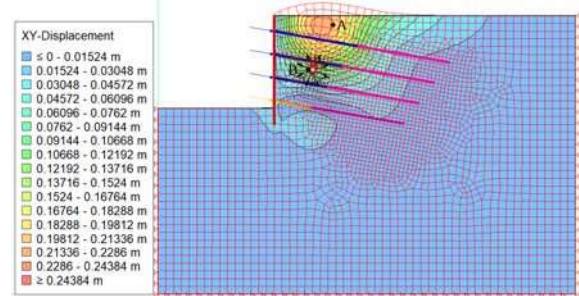 XY-Displacement
≤ 0 - 0.01524 m
0.01524 - 0.03048 m
0.03048 - 0.04572 m
0.04572 - 0.06096 m
0.06096 - 0.0762 m
0.0762 - 0.09144 m
0.09144 - 0.10668 m
0.10668 - 0.12192 m
0.12192 - 0.13716 m
0.13716 - 0.1524 m
0.1524 - 0.16764 m
0.16764 - 0.18288 m
0.18288 - 0.19812 m
0.19812 - 0.21336 m
0.21336 - 0.2286 m
0.2286 - 0.24384 m
≥ 0.24384 m
A
B